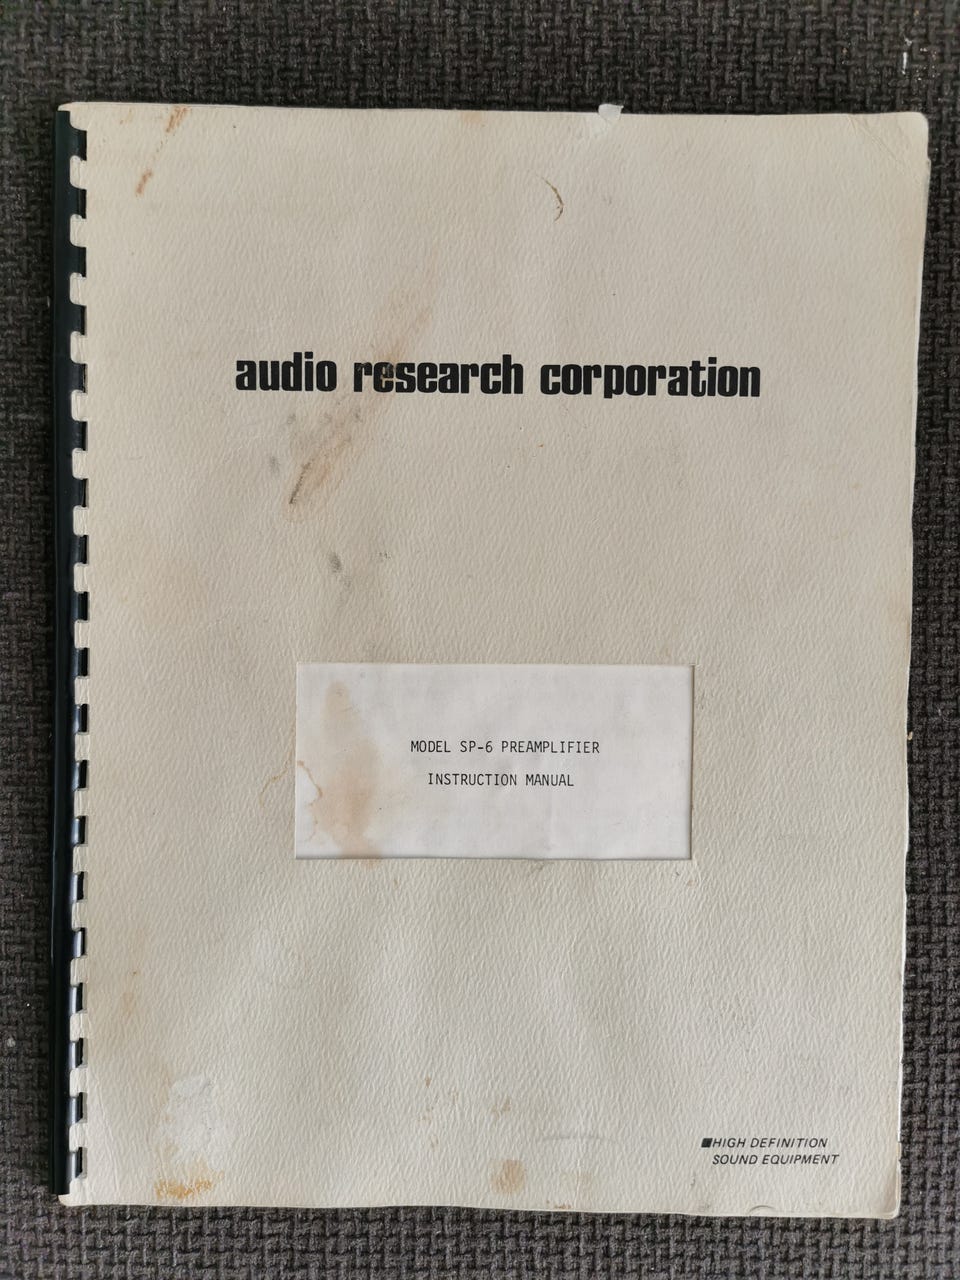 audio research corporation
MODEL SP-6 PREAMPLIFIER
INSTRUCTION MANUAL
HIGH DEFINITION
SOUND EQUIPMENT